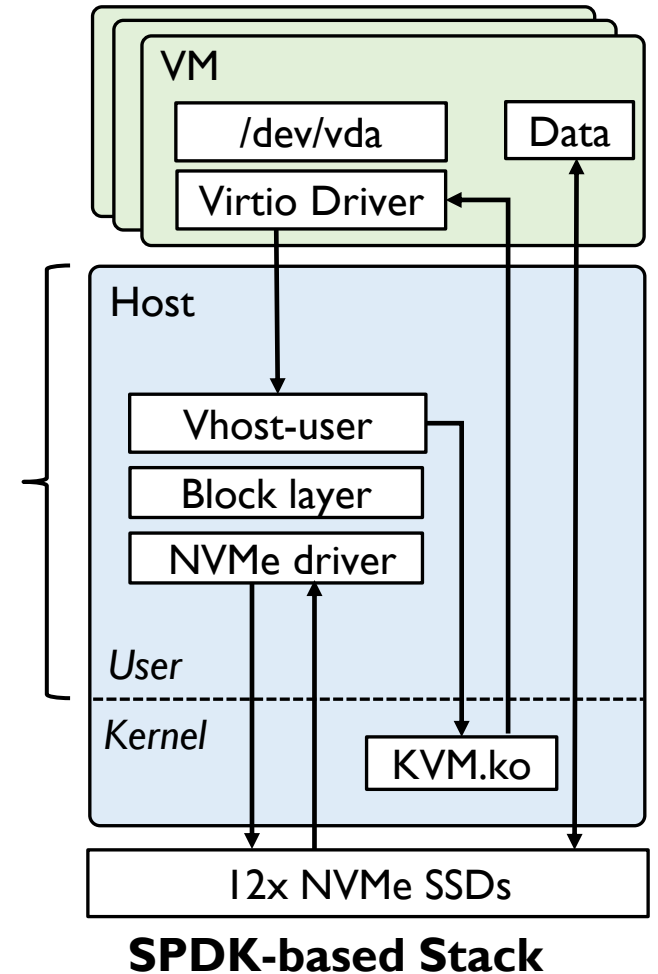 VM
/dev/vda
Data
Virtio Driver
Host
Vhost-user
Block layer
NVMe driver
User
Kernel
KVM.ko
12x NVMe SSDs
SPDK-based Stack